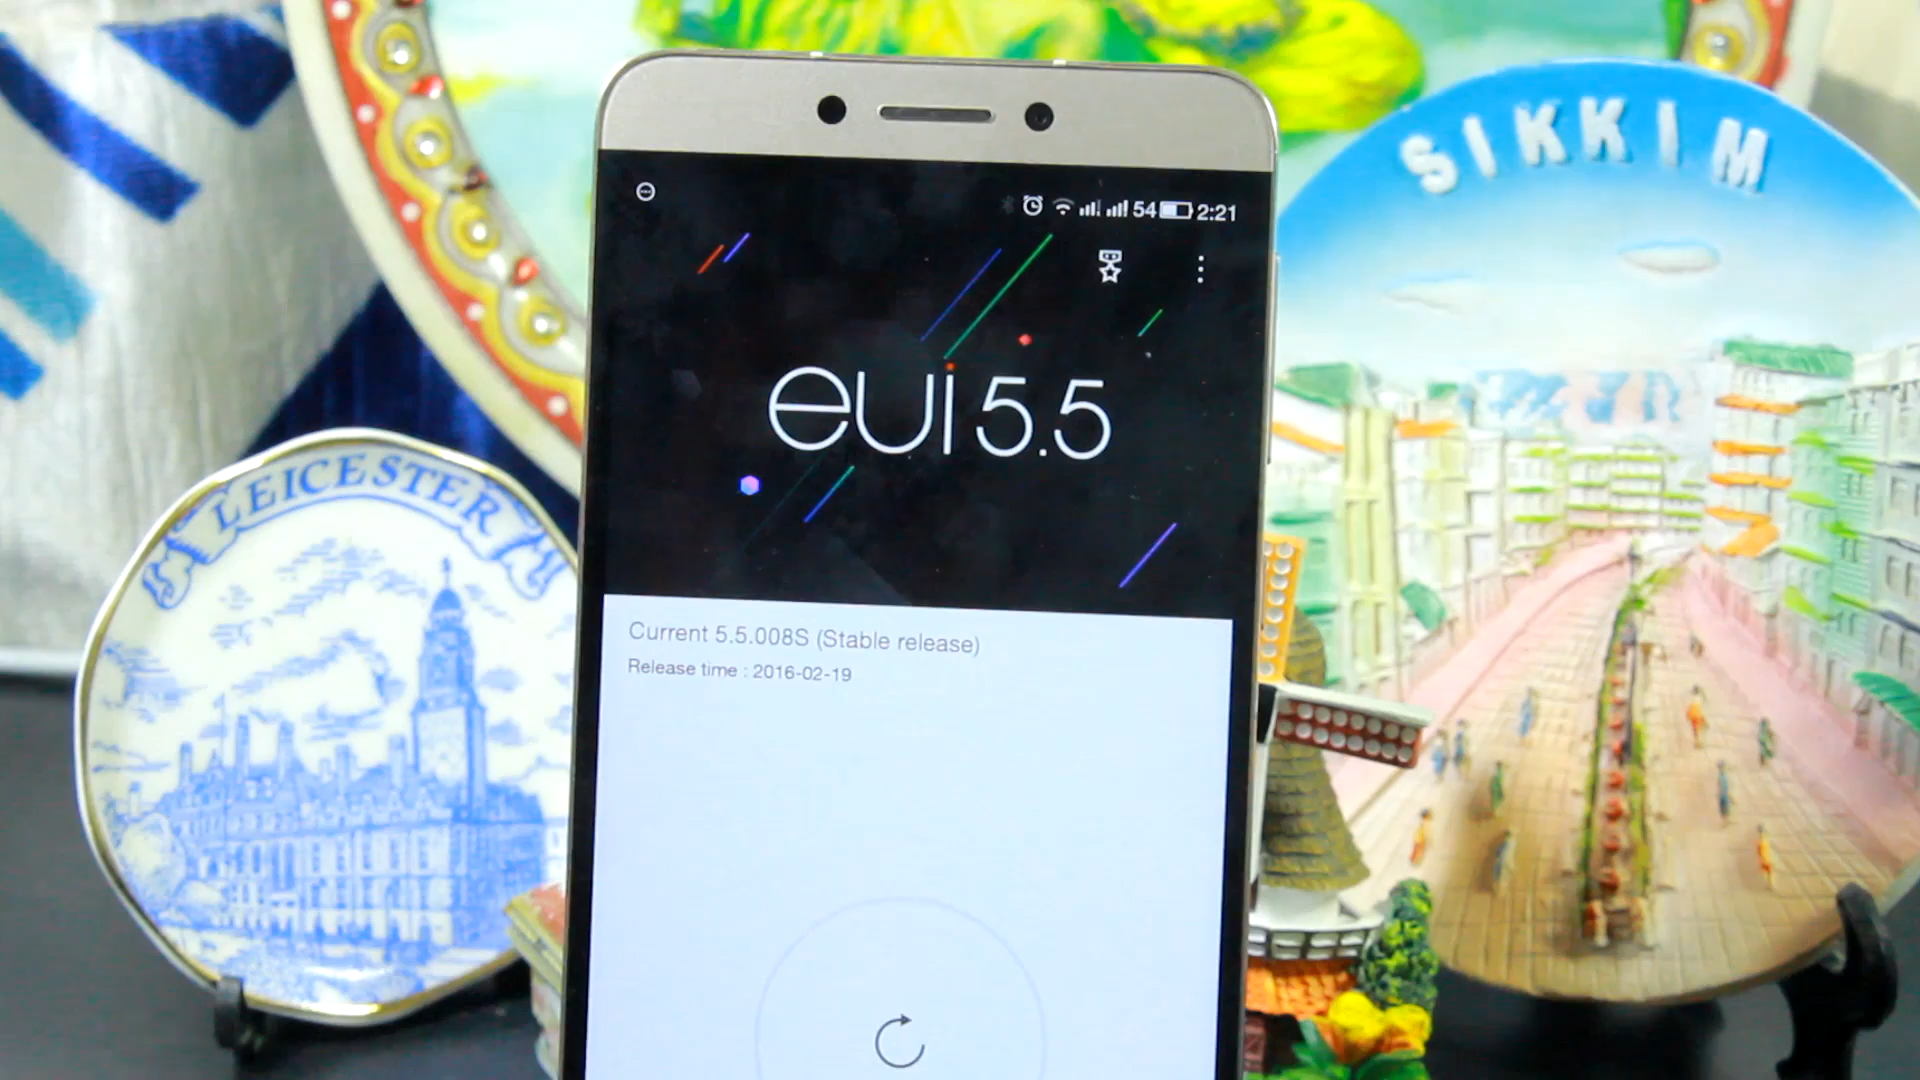 SIKKIM
54 2:21
eui 5.5
LEICESTER
Current 5.5.008S (Stable release)
Release time : 2016-02-19